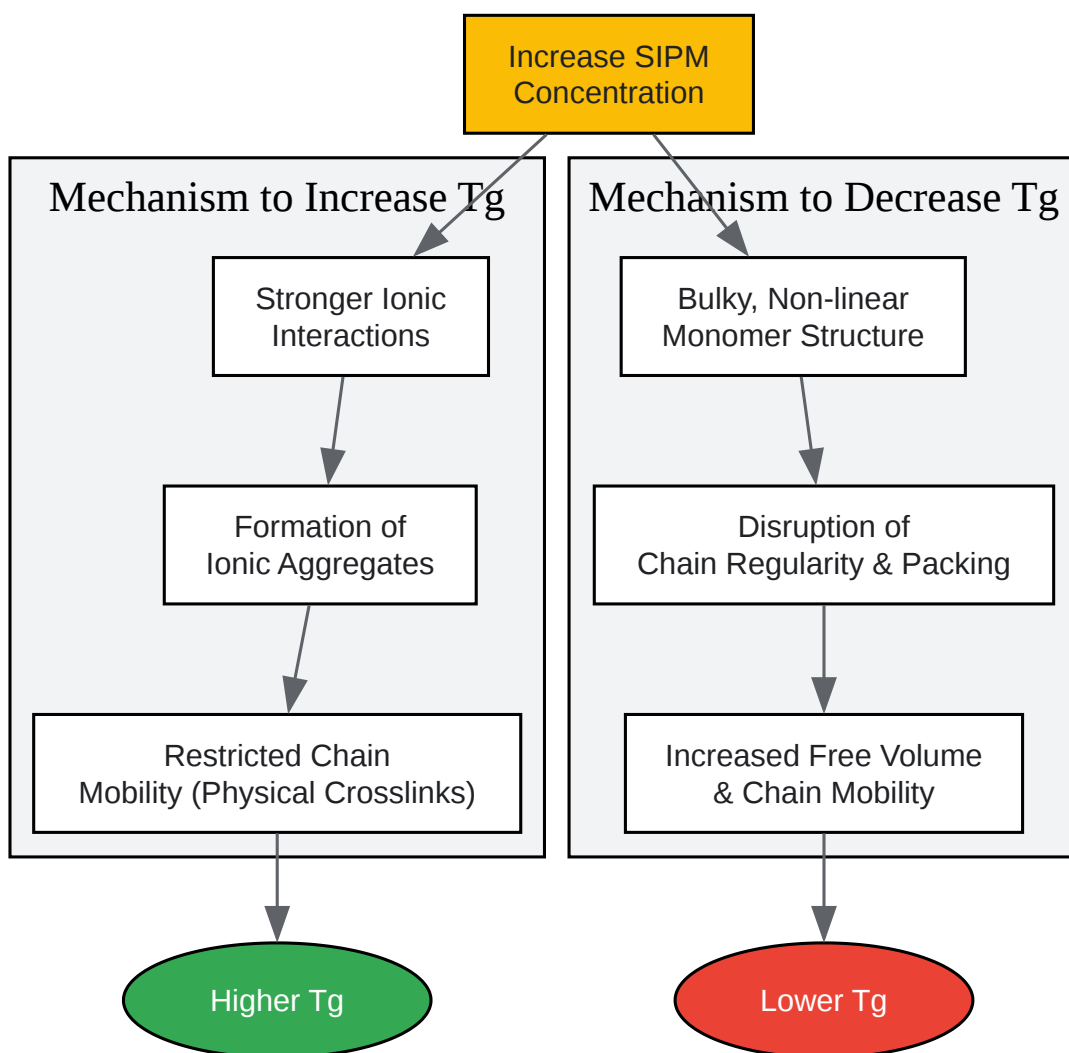 Increase SIPM
Concentration
Mechanism to Increase Tg
Stronger Ionic
Interactions
Formation of
Ionic Aggregates
Restricted Chain
Mobility (Physical Crosslinks)
Higher Tg
Mechanism to Decrease Tg
Bulky, Non-linear
Monomer Structure
Disruption of
Chain Regularity & Packing
Increased Free Volume
& Chain Mobility
Lower Tg